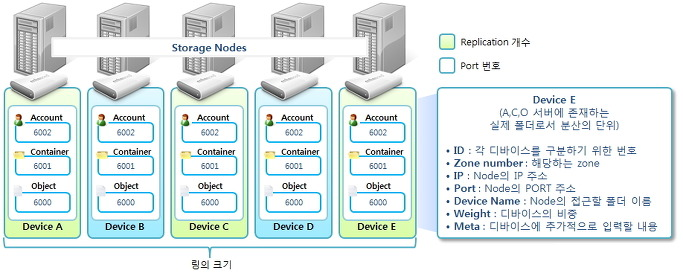 Storage Nodes
Replication 개수
Port 번호
Account
6002
Container
6001
Object
6000
Device A
Account
6002
Container
6001
Object
6000
Device B
Account
6002
Container
6001
Object
6000
Device C
Account
6002
Container
6001
Object
6000
Device D
Account
6002
Container
6001
Object
6000
Device E
링의 크기
Device E
(A,C,O 서버에 존재하는
실제 폴더로서 분산의 단위)
• ID : 각 디바이스를 구분하기 위한 번호
• Zone number : 해당하는 zone
• IP : Node의 IP 주소
• Port : Node의 PORT 주소
• Device Name : Node의 접근할 폴더 이름
• Weight : 디바이스의 비중
• Meta : 디바이스에 추가적으로 입력할 내용